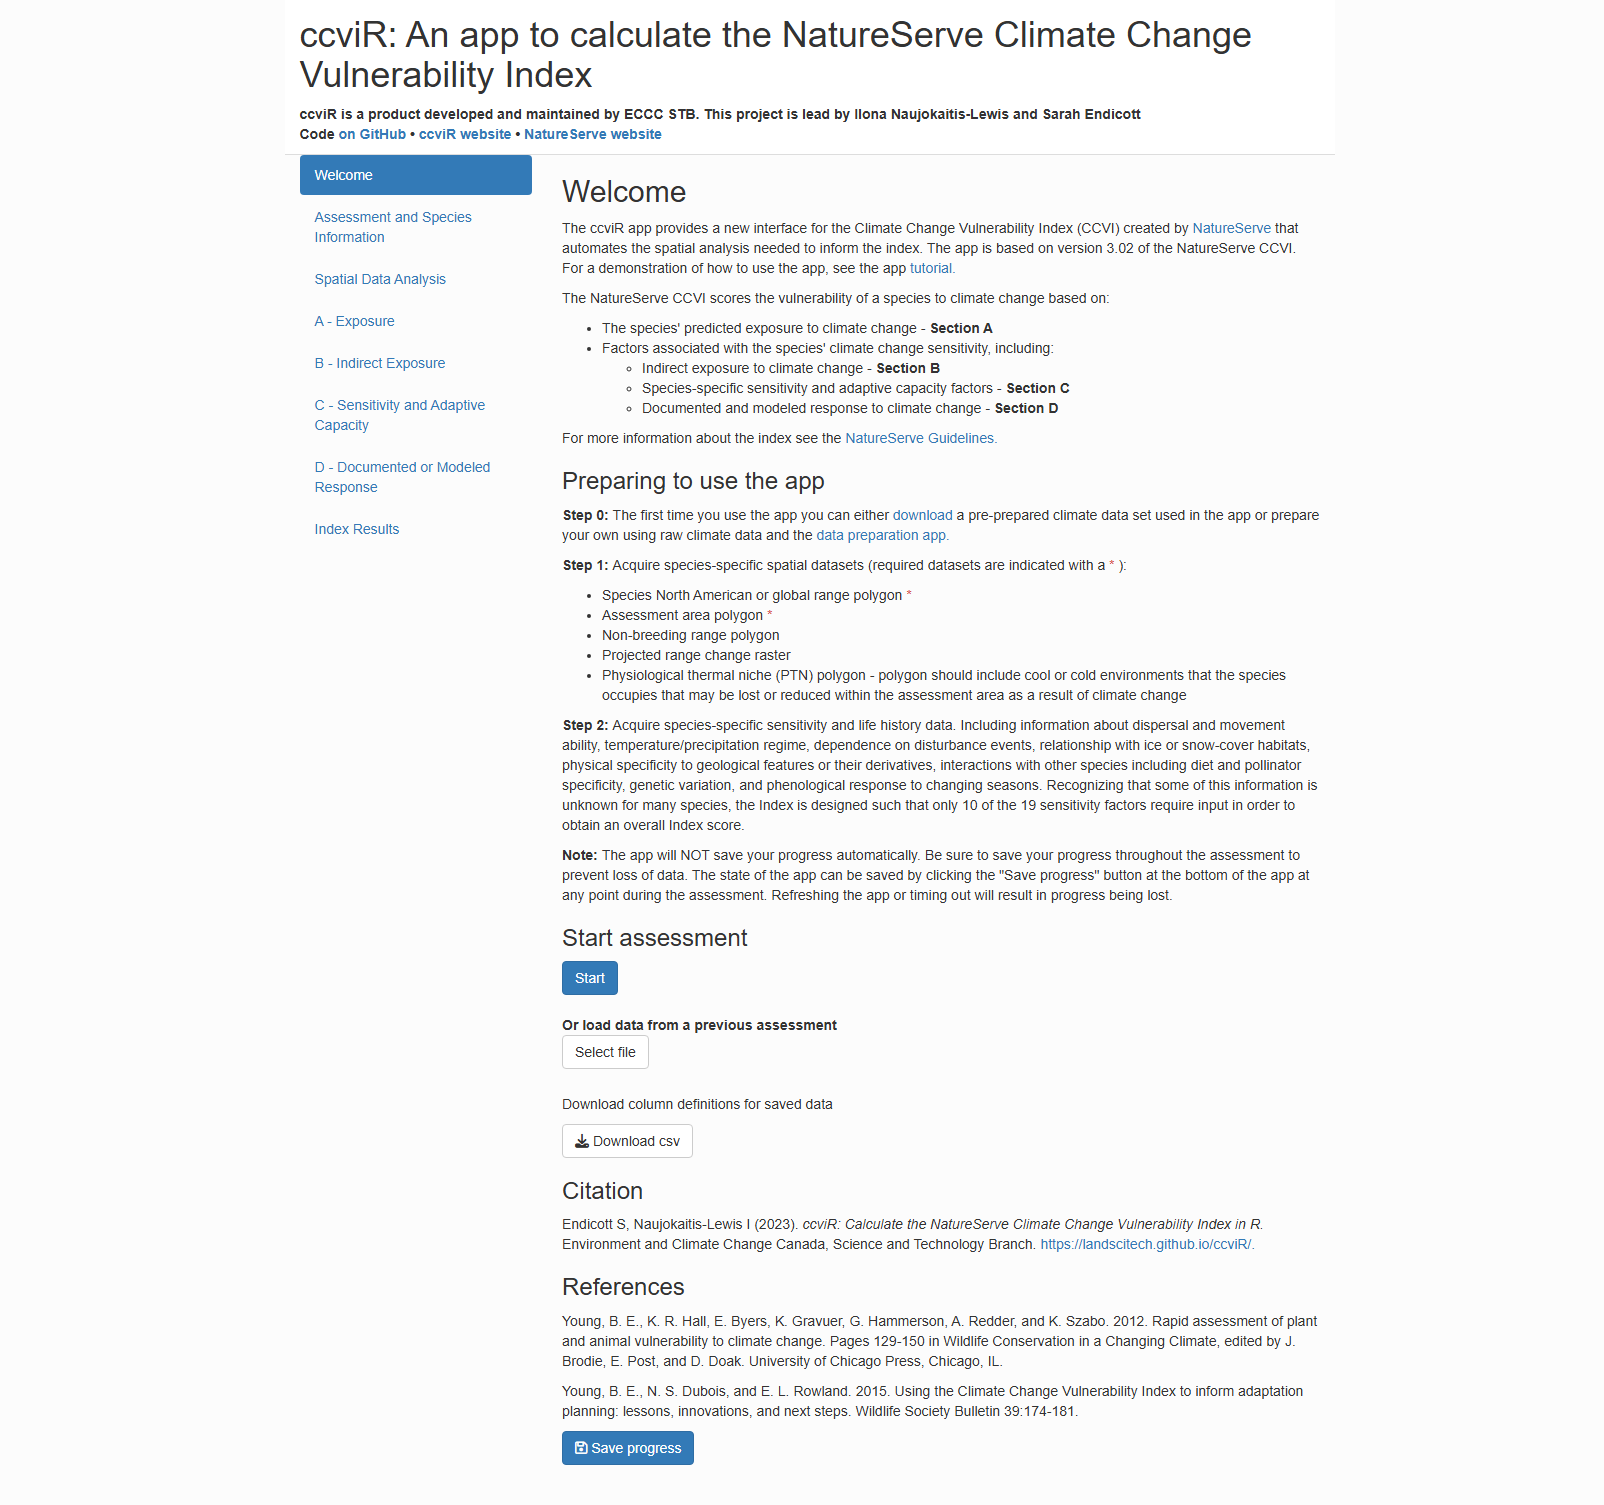 ccviR: An app to calculate the NatureServe Climate Change
Vulnerability Index
ccviR is a product developed and maintained by ECCC STB. This project is lead by Ilona Naujokaitis-Lewis and Sarah Endicott
Code on GitHub • ccviR website • NatureServe website
Welcome
Assessment and Species
Information
Spatial Data Analysis
A - Exposure
B - Indirect Exposure
C - Sensitivity and Adaptive
Capacity
D - Documented or Modeled
Response
Index Results
Welcome
The ccviR app provides a new interface for the Climate Change Vulnerability Index (CCVI) created by NatureServe that
automates the spatial analysis needed to inform the index. The app is based on version 3.02 of the NatureServe CCVI.
For a demonstration of how to use the app, see the app tutorial.
The NatureServe CCVI scores the vulnerability of a species to climate change based on:
• The species' predicted exposure to climate change - Section A
• Factors associated with the species' climate change sensitivity, including:
◦ Indirect exposure to climate change - Section B
◦ Species-specific sensitivity and adaptive capacity factors - Section C
◦ Documented and modeled response to climate change - Section D
For more information about the index see the NatureServe Guidelines.
Preparing to use the app
Step 0: The first time you use the app you can either download a pre-prepared climate data set used in the app or prepare
your own using raw climate data and the data preparation app.
Step 1: Acquire species-specific spatial datasets (required datasets are indicated with a * ):
• Species North American or global range polygon *
• Assessment area polygon *
• Non-breeding range polygon
• Projected range change raster
• Physiological thermal niche (PTN) polygon - polygon should include cool or cold environments that the species
occupies that may be lost or reduced within the assessment area as a result of climate change
Step 2: Acquire species-specific sensitivity and life history data. Including information about dispersal and movement
ability, temperature/precipitation regime, dependence on disturbance events, relationship with ice or snow-cover habitats,
physical specificity to geological features or their derivatives, interactions with other species including diet and pollinator
specificity, genetic variation, and phenological response to changing seasons. Recognizing that some of this information is
unknown for many species, the Index is designed such that only 10 of the 19 sensitivity factors require input in order to
obtain an overall Index score.
Note: The app will NOT save your progress automatically. Be sure to save your progress throughout the assessment to
prevent loss of data. The state of the app can be saved by clicking the "Save progress" button at the bottom of the app at
any point during the assessment. Refreshing the app or timing out will result in progress being lost.
Start assessment
Start
Or load data from a previous assessment
Select file
Download column definitions for saved data
Download csv
Citation
Endicott S, Naujokaitis-Lewis I (2023). ccviR: Calculate the NatureServe Climate Change Vulnerability Index in R.
Environment and Climate Change Canada, Science and Technology Branch. https://landscitech.github.io/ccviR/.
References
Young, B. E., K. R. Hall, E. Byers, K. Gravuer, G. Hammerson, A. Redder, and K. Szabo. 2012. Rapid assessment of plant
and animal vulnerability to climate change. Pages 129-150 in Wildlife Conservation in a Changing Climate, edited by J.
Brodie, E. Post, and D. Doak. University of Chicago Press, Chicago, IL.
Young, B. E., N. S. Dubois, and E. L. Rowland. 2015. Using the Climate Change Vulnerability Index to inform adaptation
planning: lessons, innovations, and next steps. Wildlife Society Bulletin 39:174-181.
Save progress